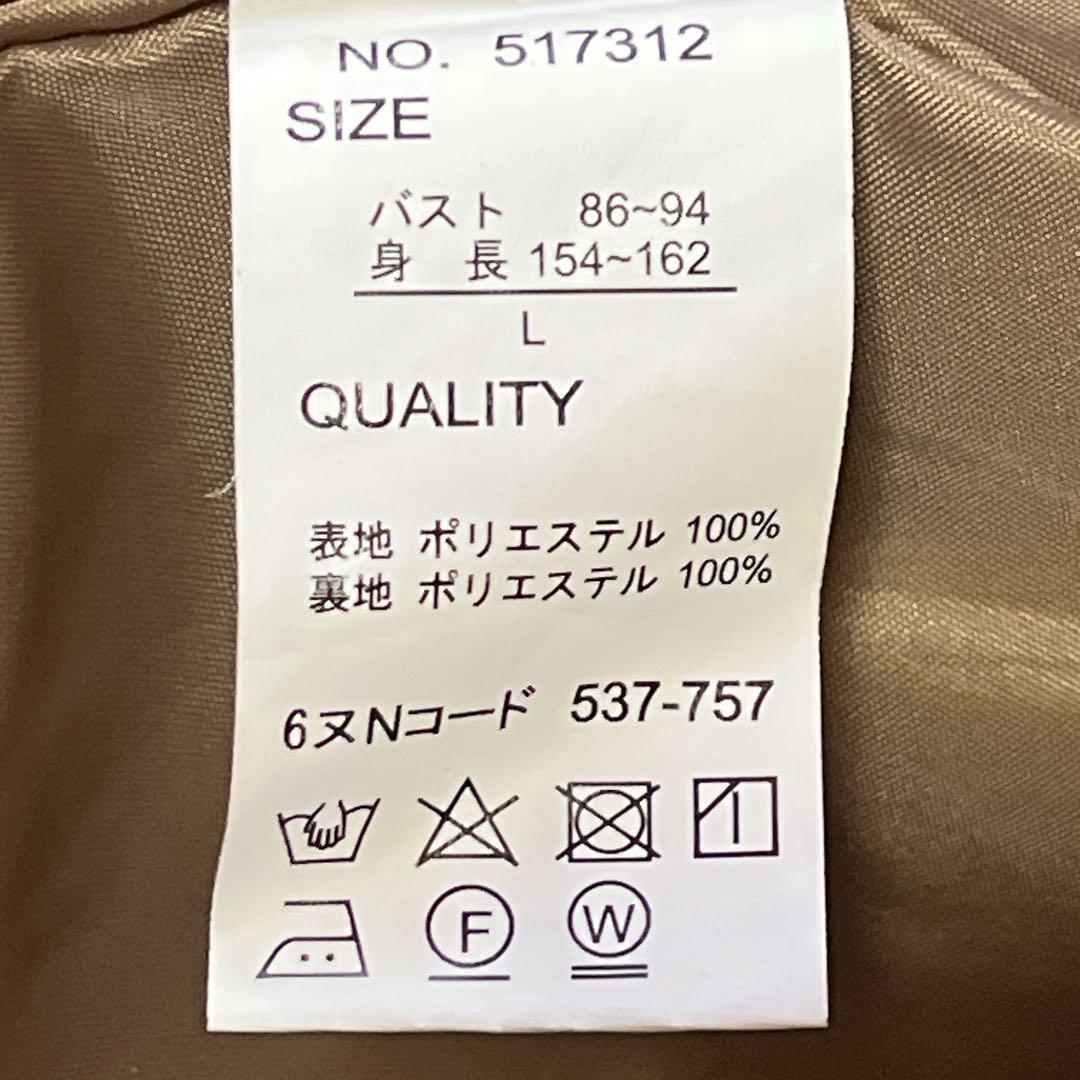 NO. 517312
SIZE
バスト 86~94
身 長 154~162
L
QUALITY
表地 ポリエステル 100%
裏地 ポリエステル 100%
6ヌNコード 537-757
F W